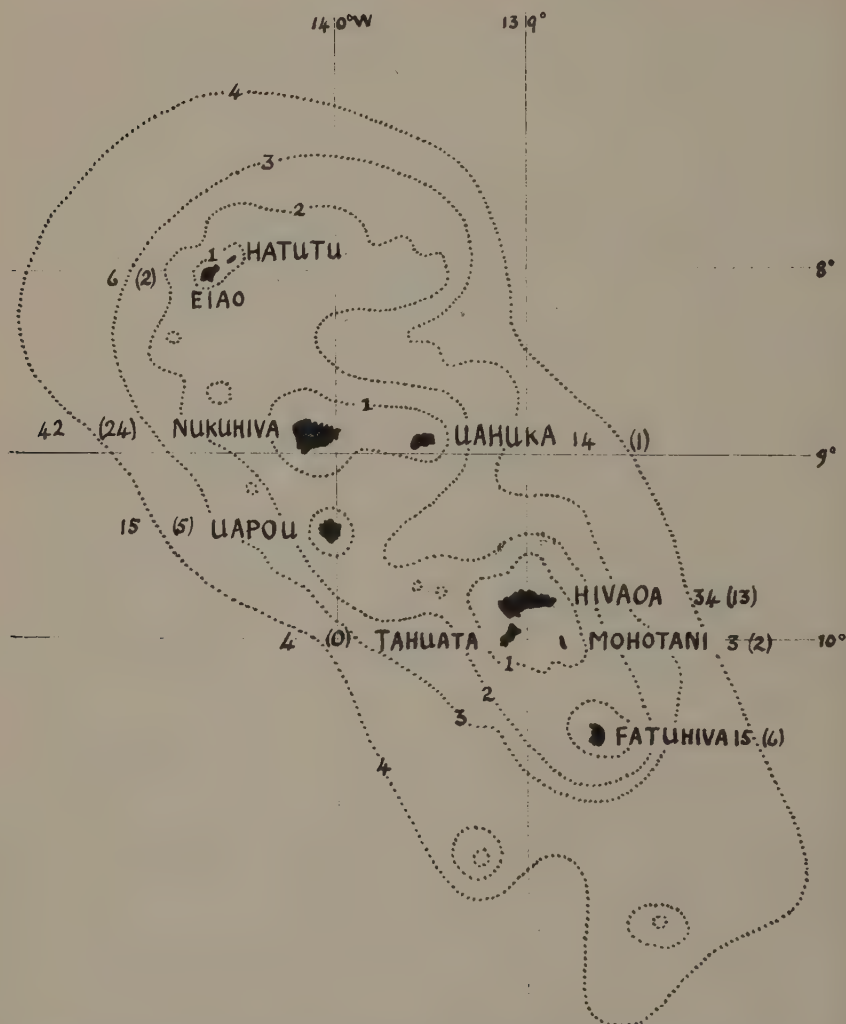 140°W 139°
4
3
2
1 HATUTU
6 (2) 8°
EIAO
1
42 (24) NUKUHIVA UAHUKA 14 (1)
9°
15 (5) UAPOU
HIVAOA 34 (13)
4 (0) TAHUATA MOHOTANI 3 (2) 10°
1
2
3
FATUHIVA 15 (6)
4